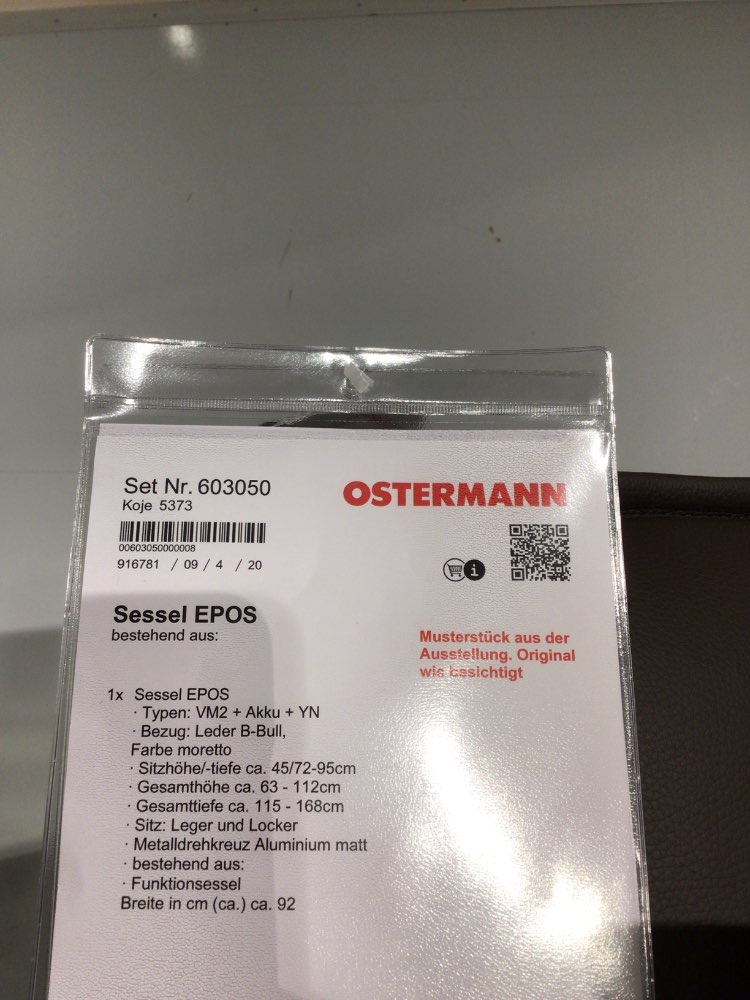 Set Nr. 603050
Koje 5373
OSTERMANN
00603050000008
916781 / 09 / 4 / 20
i
Sessel EPOS
bestehend aus:
Musterstück aus der
Ausstellung. Original
wie besichtigt
1x Sessel EPOS
· Typen: VM2 + Akku + YN
· Bezug: Leder B-Bull,
Farbe moretto
· Sitzhöhe/-tiefe ca. 45/72-95cm
· Gesamthöhe ca. 63 - 112cm
· Gesamttiefe ca. 115 - 168cm
· Sitz: Leger und Locker
· Metalldrehkreuz Aluminium matt
· bestehend aus:
· Funktionsessel
Breite in cm (ca.) ca. 92